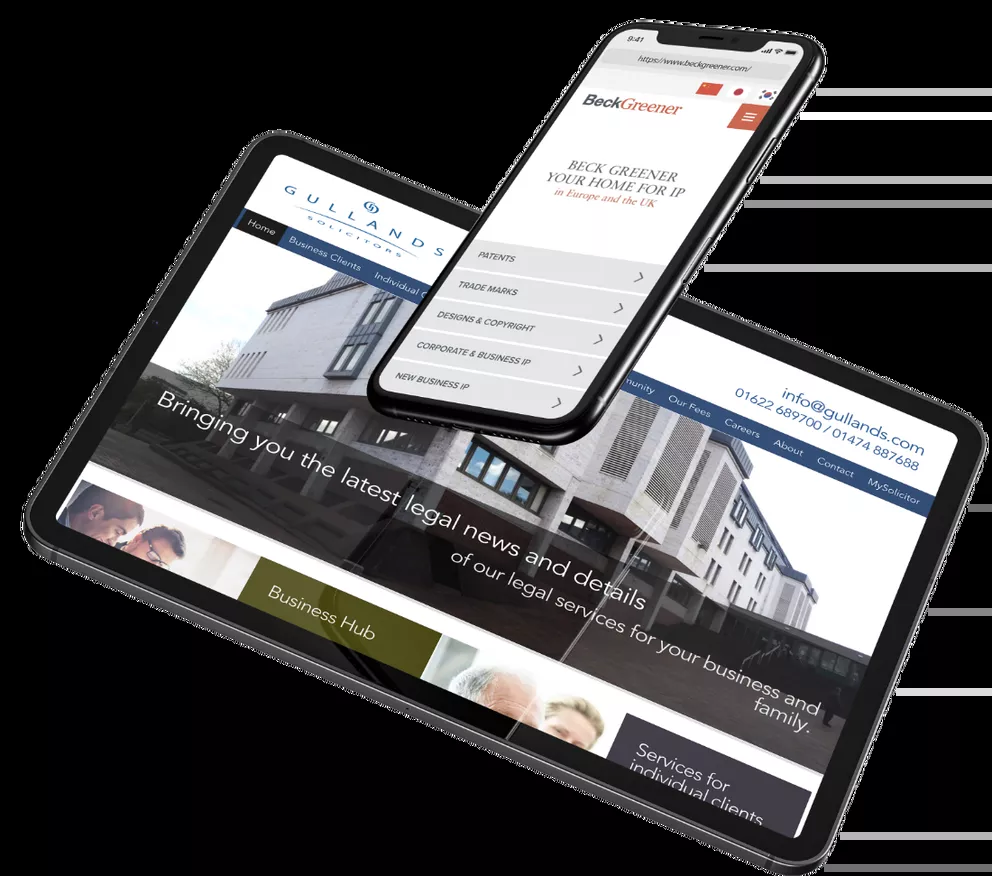 9:41
https://www.beckgreener.com/
BeckGreener
BECK GREENER
YOUR HOME FOR IP
in Europe and the UK
PATENTS
TRADE MARKS
DESIGNS & COPYRIGHT
CORPORATE & BUSINESS IP
NEW BUSINESS IP
GULLANDS
SOLICITORS
info@gullands.com
01622 689700 / 01474 887688
Home Business Clients Individual Our Fees Careers About Contact MySolicitor
Bringing you the latest legal news and details
of our legal services for your business and
family.
Business Hub
Services for
individual clients